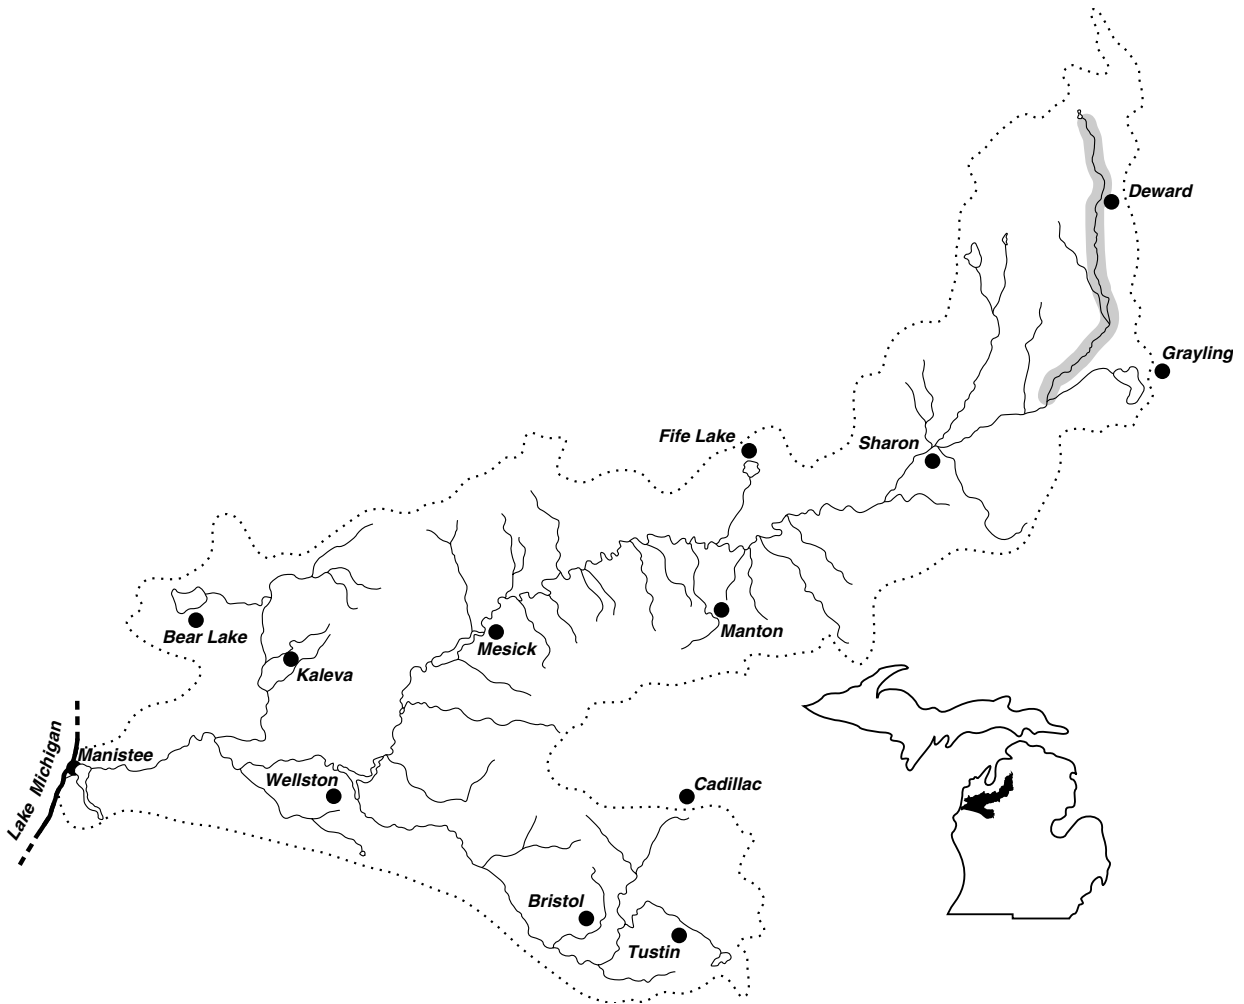 Deward
Grayling
Fife Lake
Sharon
Bear Lake
Manton
Mesick
Kaleva
Lake Michigan
Manistee
Wellston
Cadillac
Bristol
Tustin